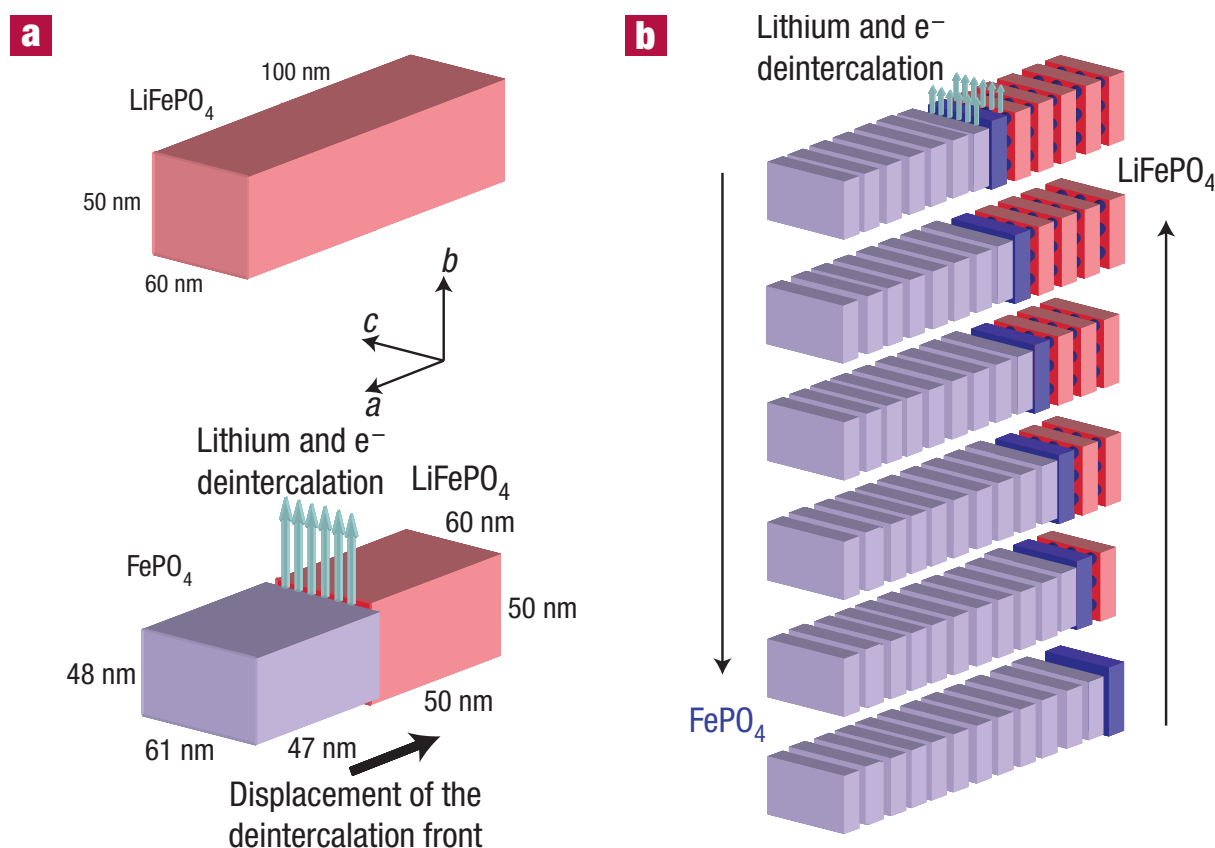 a
100 nm
LiFePO₄
50 nm
60 nm
b
c
a
Lithium and e⁻
deintercalation
LiFePO₄
60 nm
FePO₄
50 nm
48 nm
50 nm
61 nm
47 nm
Displacement of the
deintercalation front
b
Lithium and e⁻
deintercalation
LiFePO₄
FePO₄